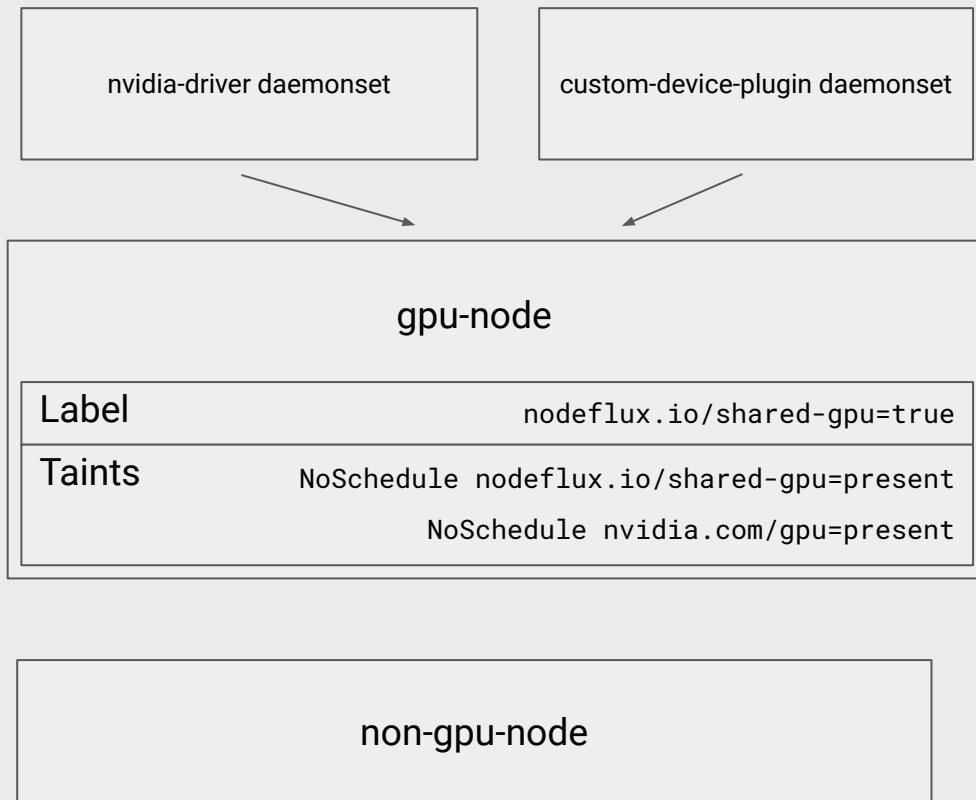 nvidia-driver daemonset
custom-device-plugin daemonset
gpu-node
Label
nodeflux.io/shared-gpu=true
Taints
NoSchedule nodeflux.io/shared-gpu=present
NoSchedule nvidia.com/gpu=present
non-gpu-node